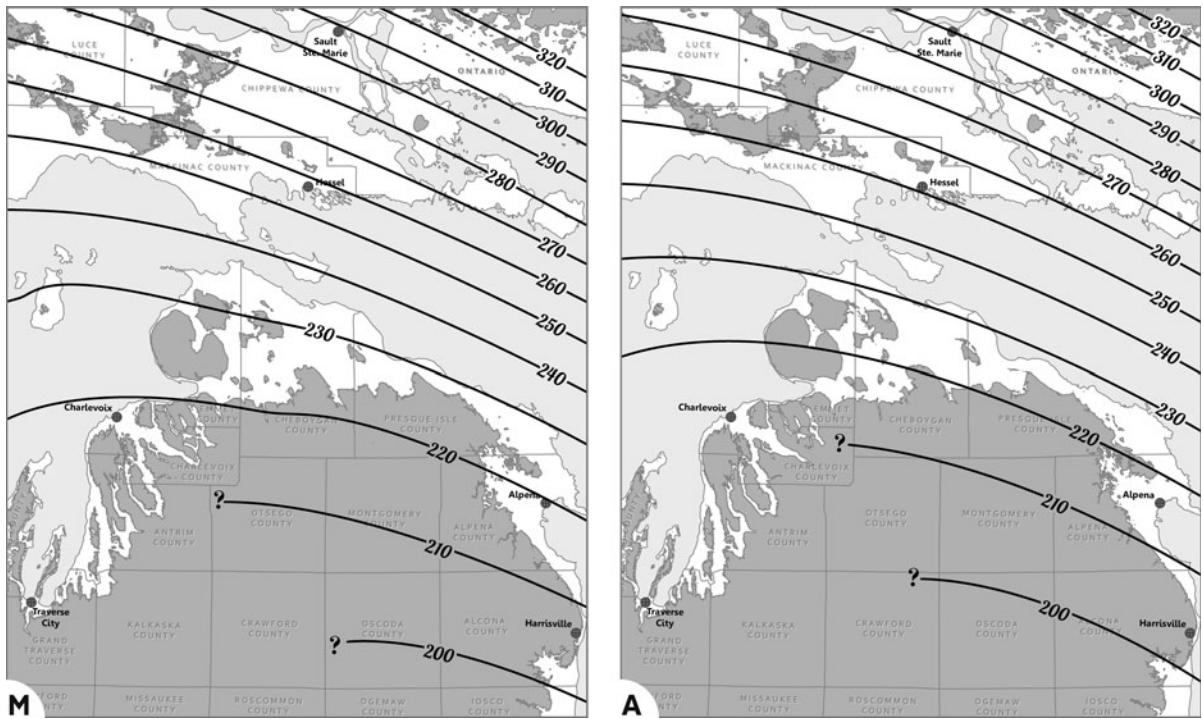 LUCE
COUNTY
Sault
Ste. Marie
ONTARIO
CHIPPEWA COUNTY
MACKINAC COUNTY
Hessel
320
310
300
290
280
270
260
250
240
230
220
210
200
?
?
Charlevoix
EMMET
COUNTY
CHEBOYGAN
COUNTY
PRESQUE ISLE
COUNTY
CHARLEVOIX
COUNTY
Alpena
ANTRIM
COUNTY
OTSEGO
COUNTY
MONTGOMERY
COUNTY
ALPENA
COUNTY
Traverse
City
Harrisville
GRAND
TRAVERSE
COUNTY
KALKASKA
COUNTY
CRAWFORD
COUNTY
OSCODA
COUNTY
ALCONA
COUNTY
MISSAUKEE
COUNTY
ROSCOMMON
COUNTY
OGEMAW
COUNTY
IOSCO
COUNTY
M
LUCE
COUNTY
Sault
Ste. Marie
ONTARIO
CHIPPEWA COUNTY
MACKINAC COUNTY
Hessel
320
310
300
290
280
270
260
250
240
230
220
210
200
?
?
Charlevoix
EMMET
COUNTY
CHEBOYGAN
COUNTY
PRESQUE ISLE
COUNTY
CHARLEVOIX
COUNTY
Alpena
ANTRIM
COUNTY
OTSEGO
COUNTY
MONTGOMERY
COUNTY
ALPENA
COUNTY
Traverse
City
Harrisville
GRAND
TRAVERSE
COUNTY
KALKASKA
COUNTY
CRAWFORD
COUNTY
OSCODA
COUNTY
ALCONA
COUNTY
MISSAUKEE
COUNTY
ROSCOMMON
COUNTY
OGEMAW
COUNTY
IOSCO
COUNTY
A